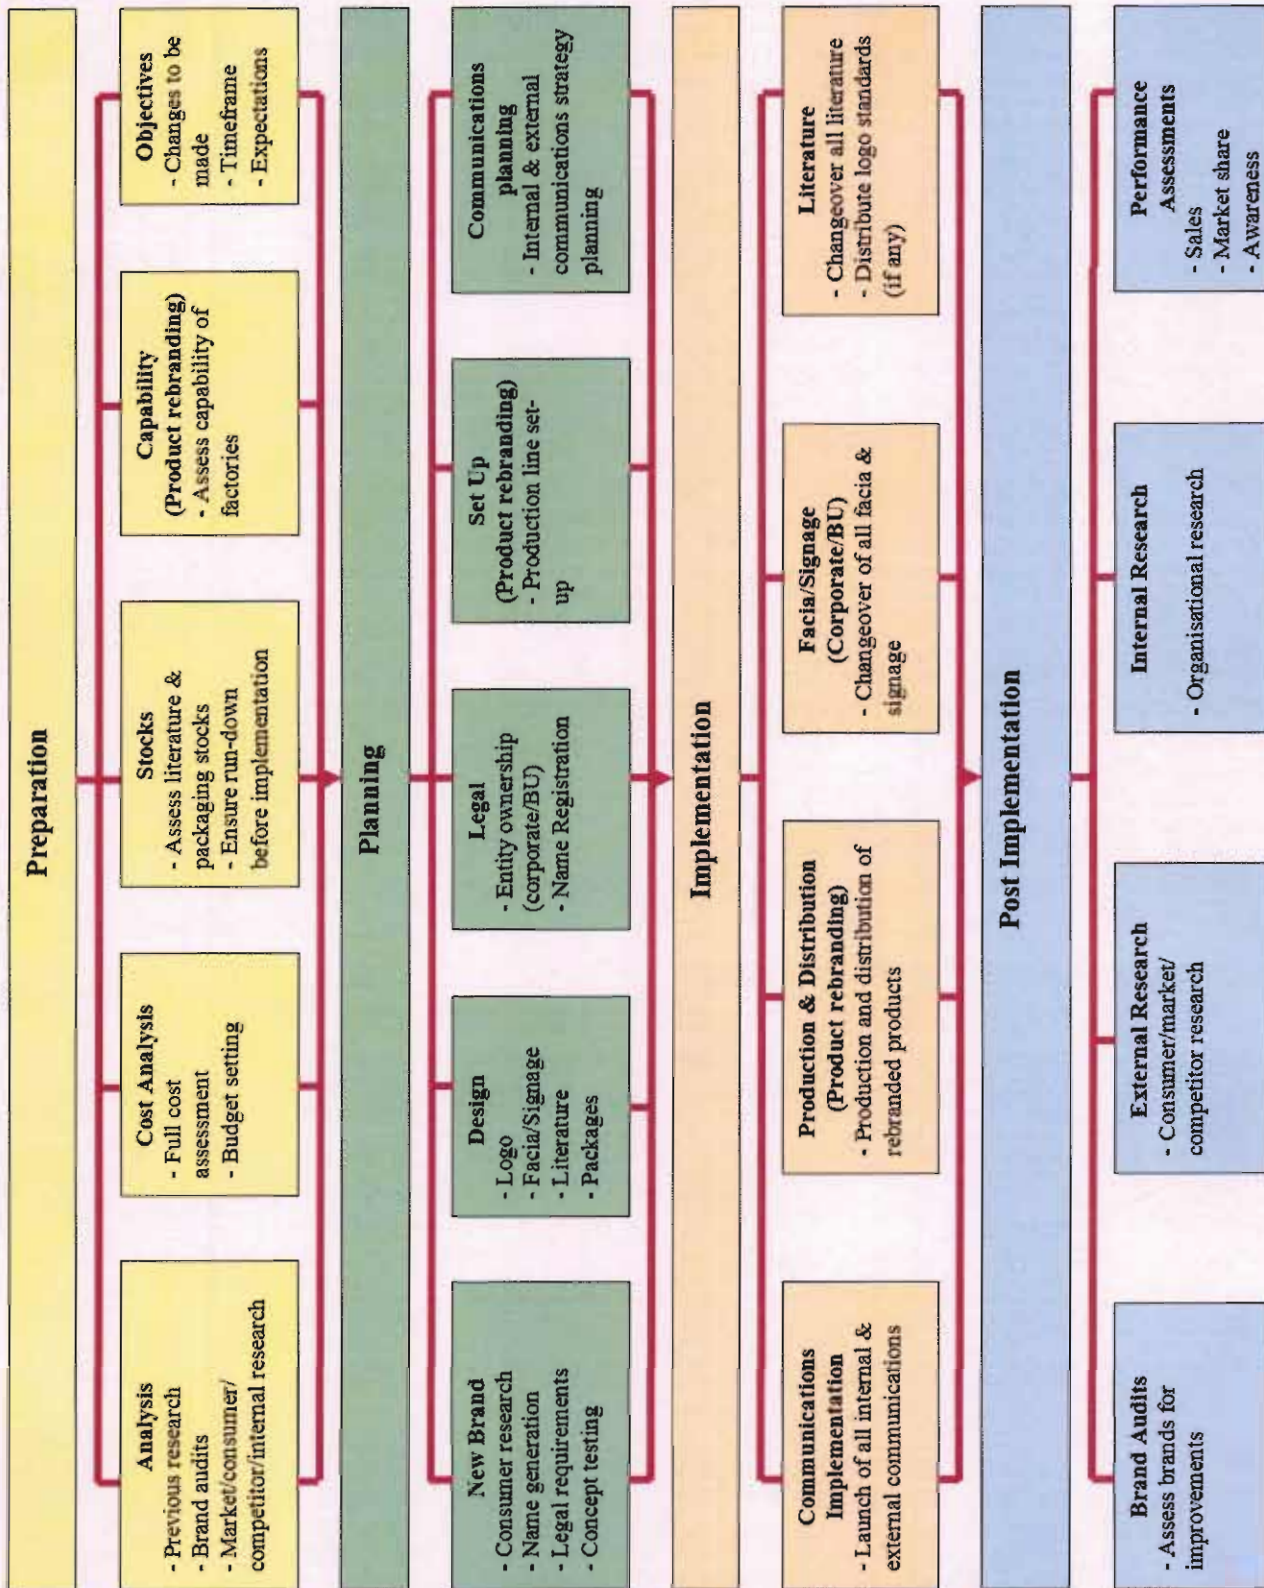 Preparation
Analysis
- Previous research
- Brand audits
- Market/consumer/
competitor/internal research
Cost Analysis
- Full cost
assessment
- Budget setting
Stocks
- Assess literature &
packaging stocks
- Ensure run-down
before implementation
Capability
(Product rebranding)
- Assess capability of
factories
Objectives
- Changes to be
made
- Timeframe
- Expectations
Planning
New Brand
- Consumer research
- Name generation
- Legal requirements
- Concept testing
Design
- Logo
- Facia/Signage
- Literature
- Packages
Legal
- Entity ownership
(corporate/BU)
- Name Registration
Set Up
(Product rebranding)
- Production line set-
up
Communications
planning
- Internal & external
communications strategy
planning
Implementation
Communications
Implementation
- Launch of all internal &
external communications
Production & Distribution
(Product rebranding)
- Production and distribution of
rebranded products
Facia/Signage
(Corporate/BU)
- Changeover of all facia &
signage
Literature
- Changeover all literature
- Distribute logo standards
(if any)
Post Implementation
Brand Audits
- Assess brands for
improvements
External Research
- Consumer/market/
competitor research
Internal Research
- Organisational research
Performance
Assessments
- Sales
- Market share
- Awareness